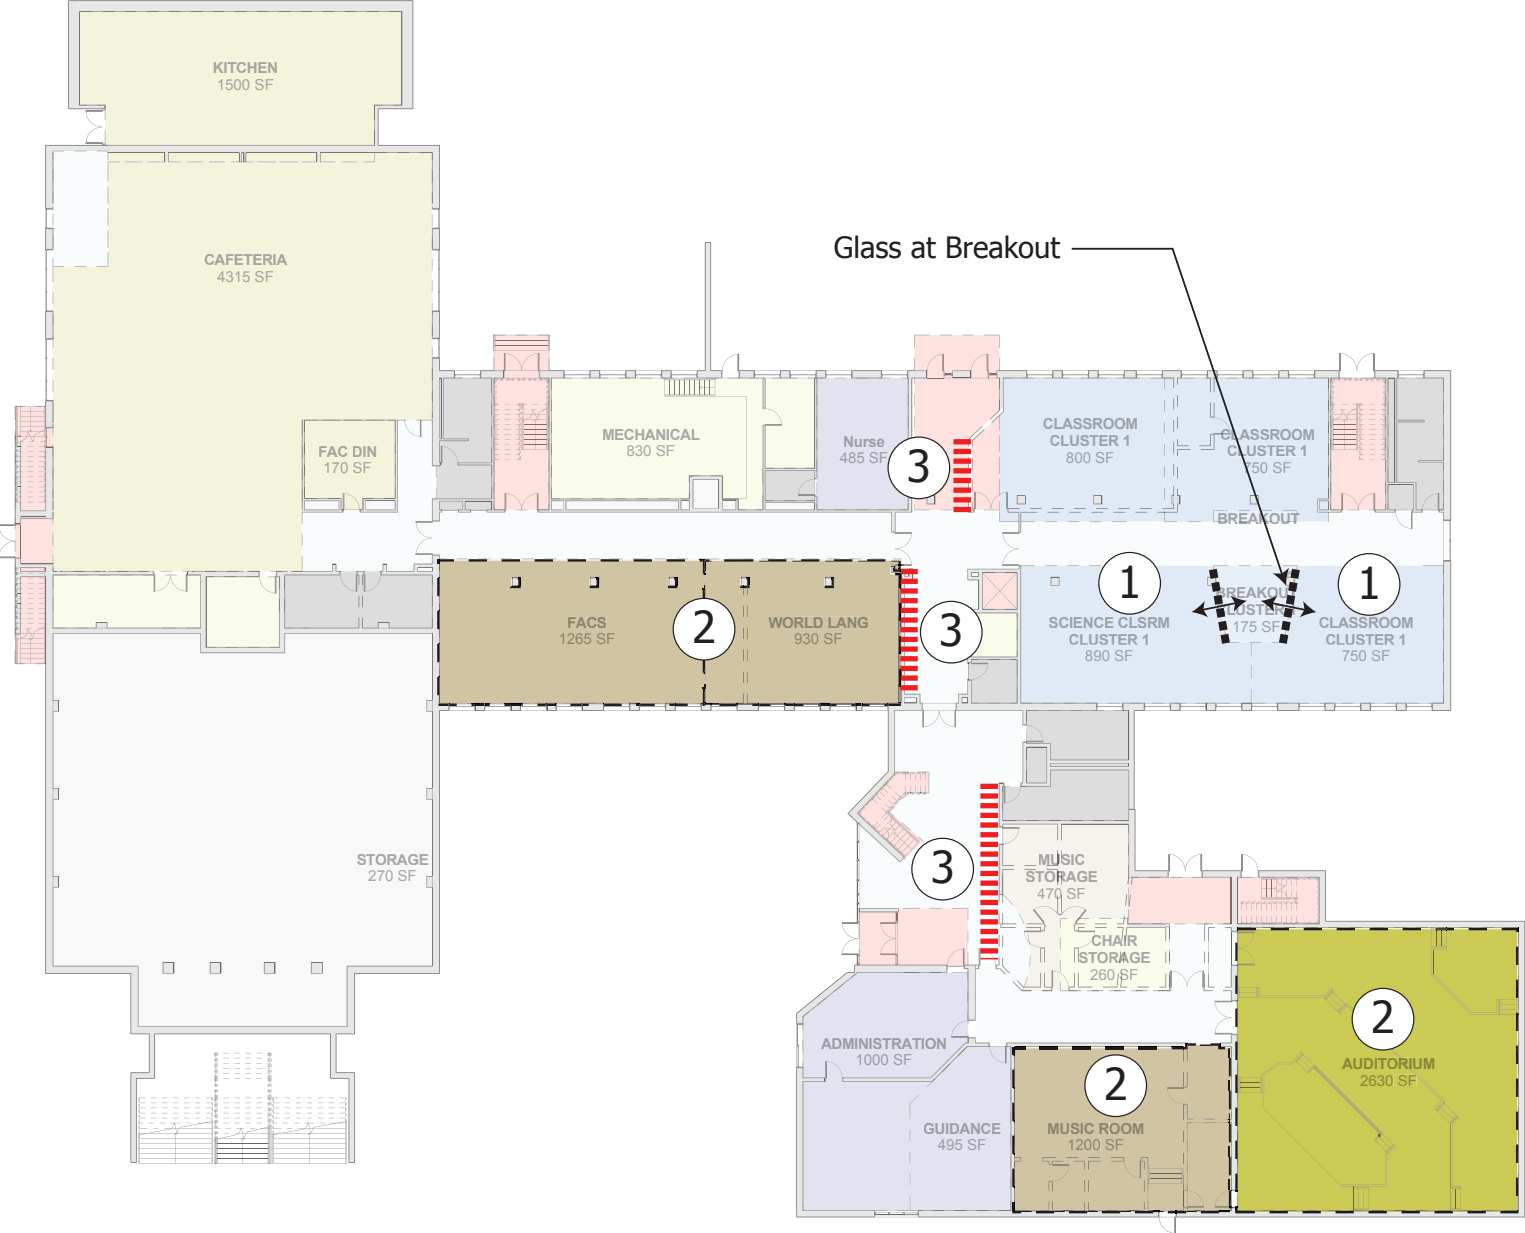 KITCHEN
1500 SF
CAFETERIA
4315 SF
Glass at Breakout
FAC DIN
170 SF
MECHANICAL
830 SF
Nurse
485 SF
3
CLASSROOM
CLUSTER 1
800 SF
CLASSROOM
CLUSTER 1
750 SF
BREAKOUT
FACS
1265 SF
2
WORLD LANG
930 SF
3
1
SCIENCE CLSRM
CLUSTER 1
890 SF
BREAKOUT
CLUSTER
175 SF
1
CLASSROOM
CLUSTER 1
750 SF
STORAGE
270 SF
3
MUSIC
STORAGE
470 SF
CHAIR
STORAGE
260 SF
ADMINISTRATION
1000 SF
GUIDANCE
495 SF
2
MUSIC ROOM
1200 SF
2
AUDITORIUM
2630 SF